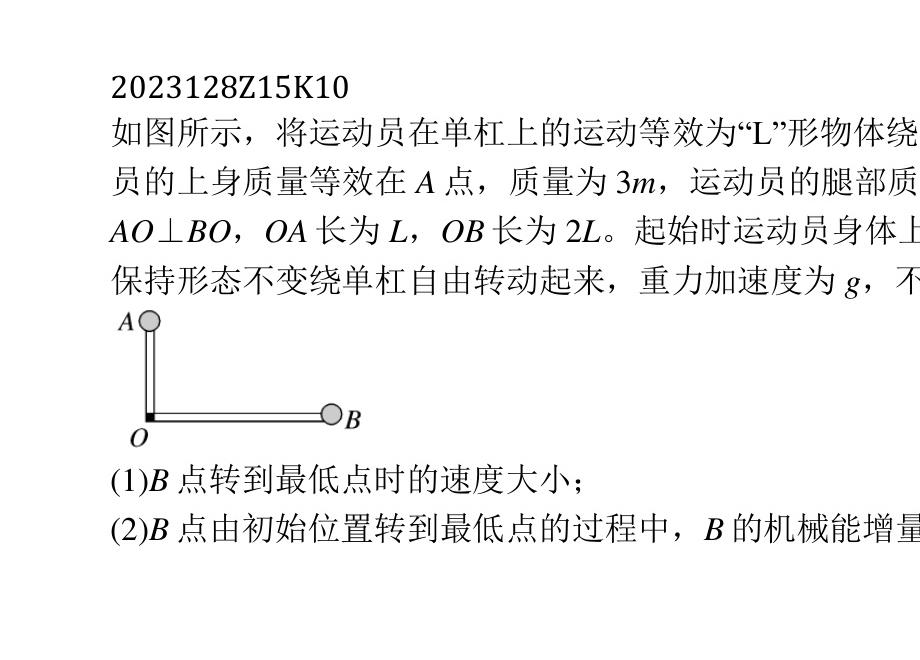 2023128Z15K10
如图所示，将运动员在单杠上的运动等效为“L”形物体绕
员的上身质量等效在 A 点，质量为 3m，运动员的腿部质
AO⊥BO，OA 长为 L，OB 长为 2L。起始时运动员身体上
保持形态不变绕单杠自由转动起来，重力加速度为 g，不
A
B
O
(1)B 点转到最低点时的速度大小；
(2)B 点由初始位置转到最低点的过程中，B 的机械能增量